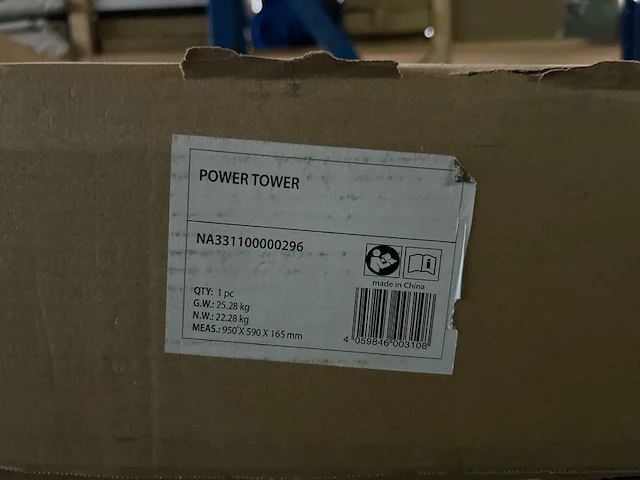 POWER TOWER
NA331100000296
made in China
QTY: 1 pc
G.W.: 25.28 kg
N.W.: 22.28 kg
MEAS.: 950 X 590 X 165 mm
4 059846 003108